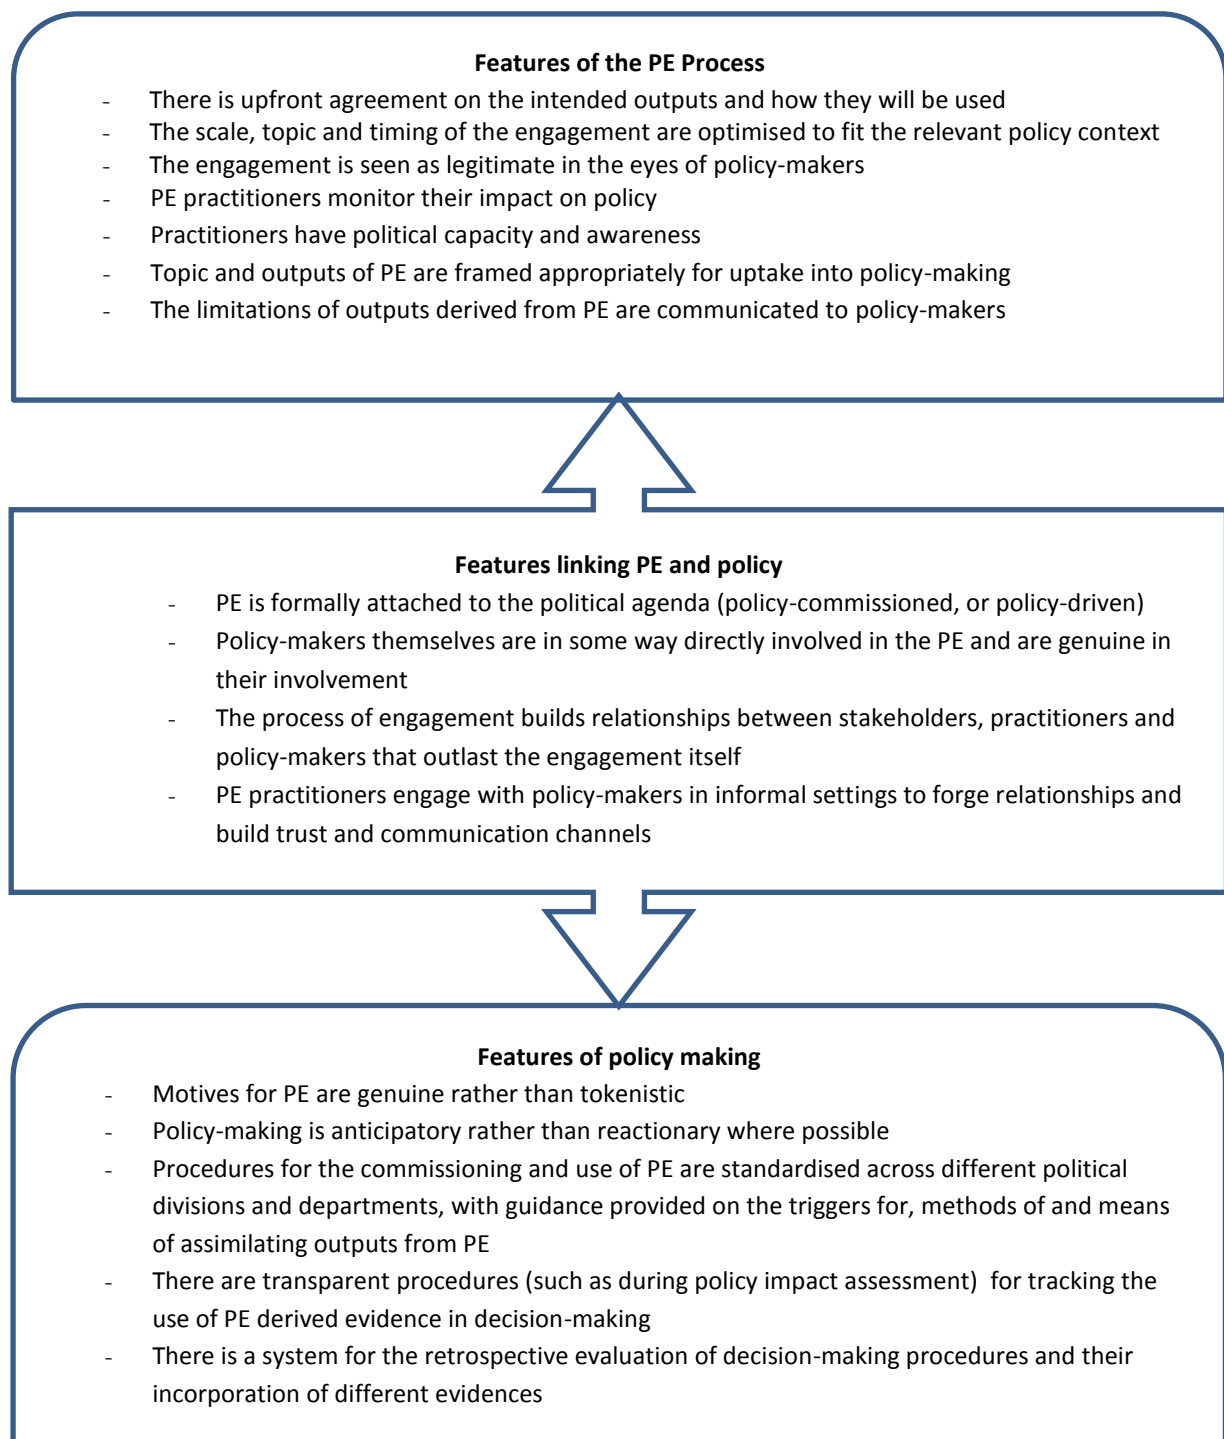 Features of the PE Process
- There is upfront agreement on the intended outputs and how they will be used
- The scale, topic and timing of the engagement are optimised to fit the relevant policy context
- The engagement is seen as legitimate in the eyes of policy-makers
- PE practitioners monitor their impact on policy
- Practitioners have political capacity and awareness
- Topic and outputs of PE are framed appropriately for uptake into policy-making
- The limitations of outputs derived from PE are communicated to policy-makers
Features linking PE and policy
- PE is formally attached to the political agenda (policy-commissioned, or policy-driven)
- Policy-makers themselves are in some way directly involved in the PE and are genuine in
their involvement
- The process of engagement builds relationships between stakeholders, practitioners and
policy-makers that outlast the engagement itself
- PE practitioners engage with policy-makers in informal settings to forge relationships and
build trust and communication channels
Features of policy making
- Motives for PE are genuine rather than tokenistic
- Policy-making is anticipatory rather than reactionary where possible
- Procedures for the commissioning and use of PE are standardised across different political
divisions and departments, with guidance provided on the triggers for, methods of and means
of assimilating outputs from PE
- There are transparent procedures (such as during policy impact assessment)  for tracking the
use of PE derived evidence in decision-making
- There is a system for the retrospective evaluation of decision-making procedures and their
incorporation of different evidences